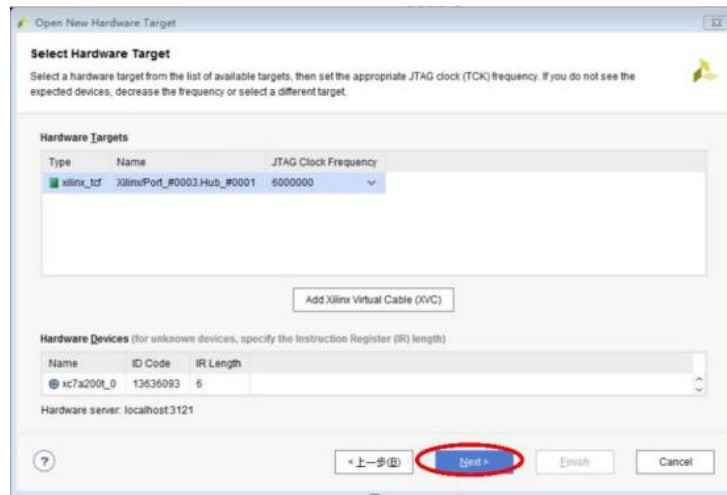 Open New Hardware Target
Select Hardware Target
Select a hardware target from the list of available targets, then set the appropriate JTAG clock (TCK) frequency. If you do not see the
expected devices, decrease the frequency or select a different target.
Hardware Targets
Type Name JTAG Clock Frequency
xilinx_tcf Xilinx/Port_#0003.Hub_#0001 6000000
Add Xilinx Virtual Cable (XVC)
Hardware Devices (for unknown devices, specify the Instruction Register (IR) length)
Name ID Code IR Length
xc7a200t_0 13636093 6
Hardware server: localhost:3121
? <上一步(B) Next > Finish Cancel